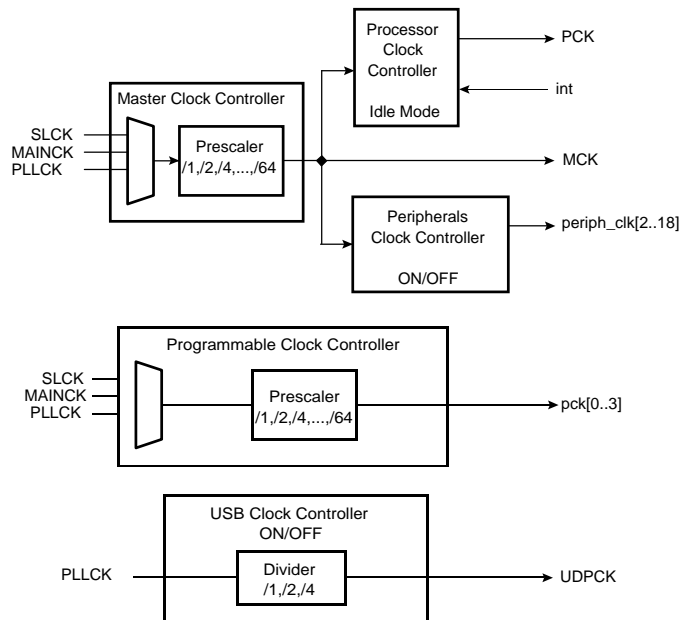 Processor
Clock
Controller
Idle Mode
PCK
int
Master Clock Controller
SLCK
MAINCK
PLLCK
Prescaler
/1,/2,/4,...,/64
MCK
Peripherals
Clock Controller
ON/OFF
periph_clk[2..18]
Programmable Clock Controller
SLCK
MAINCK
PLLCK
Prescaler
/1,/2,/4,...,/64
pck[0..3]
USB Clock Controller
ON/OFF
PLLCK
Divider
/1,/2,/4
UDPCK